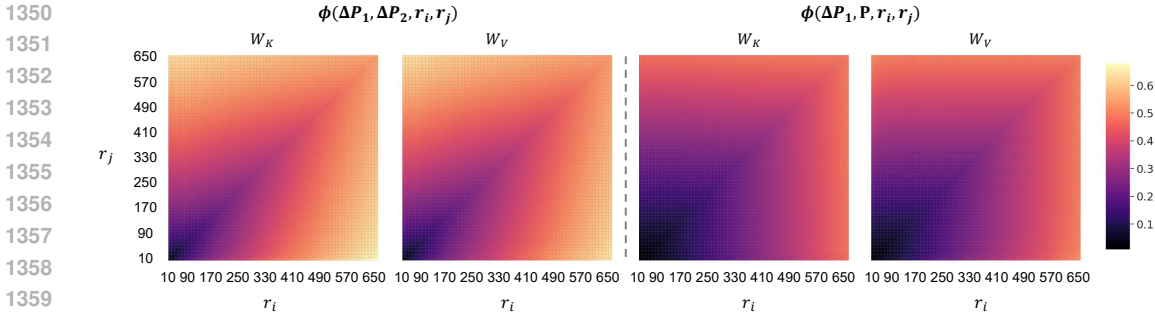 1350
1351
1352
1353
1354
1355
1356
1357
1358
1359
ϕ(ΔP₁, ΔP₂, rᵢ, rⱼ)
ϕ(ΔP₁, P, rᵢ, rⱼ)
W_K
W_V
W_K
W_V
650
570
490
410
330
250
170
90
10
rⱼ
0.6
0.5
0.4
0.3
0.2
0.1
10 90 170 250 330 410 490 570 650
10 90 170 250 330 410 490 570 650
10 90 170 250 330 410 490 570 650
10 90 170 250 330 410 490 570 650
rᵢ
rᵢ
rᵢ
rᵢ